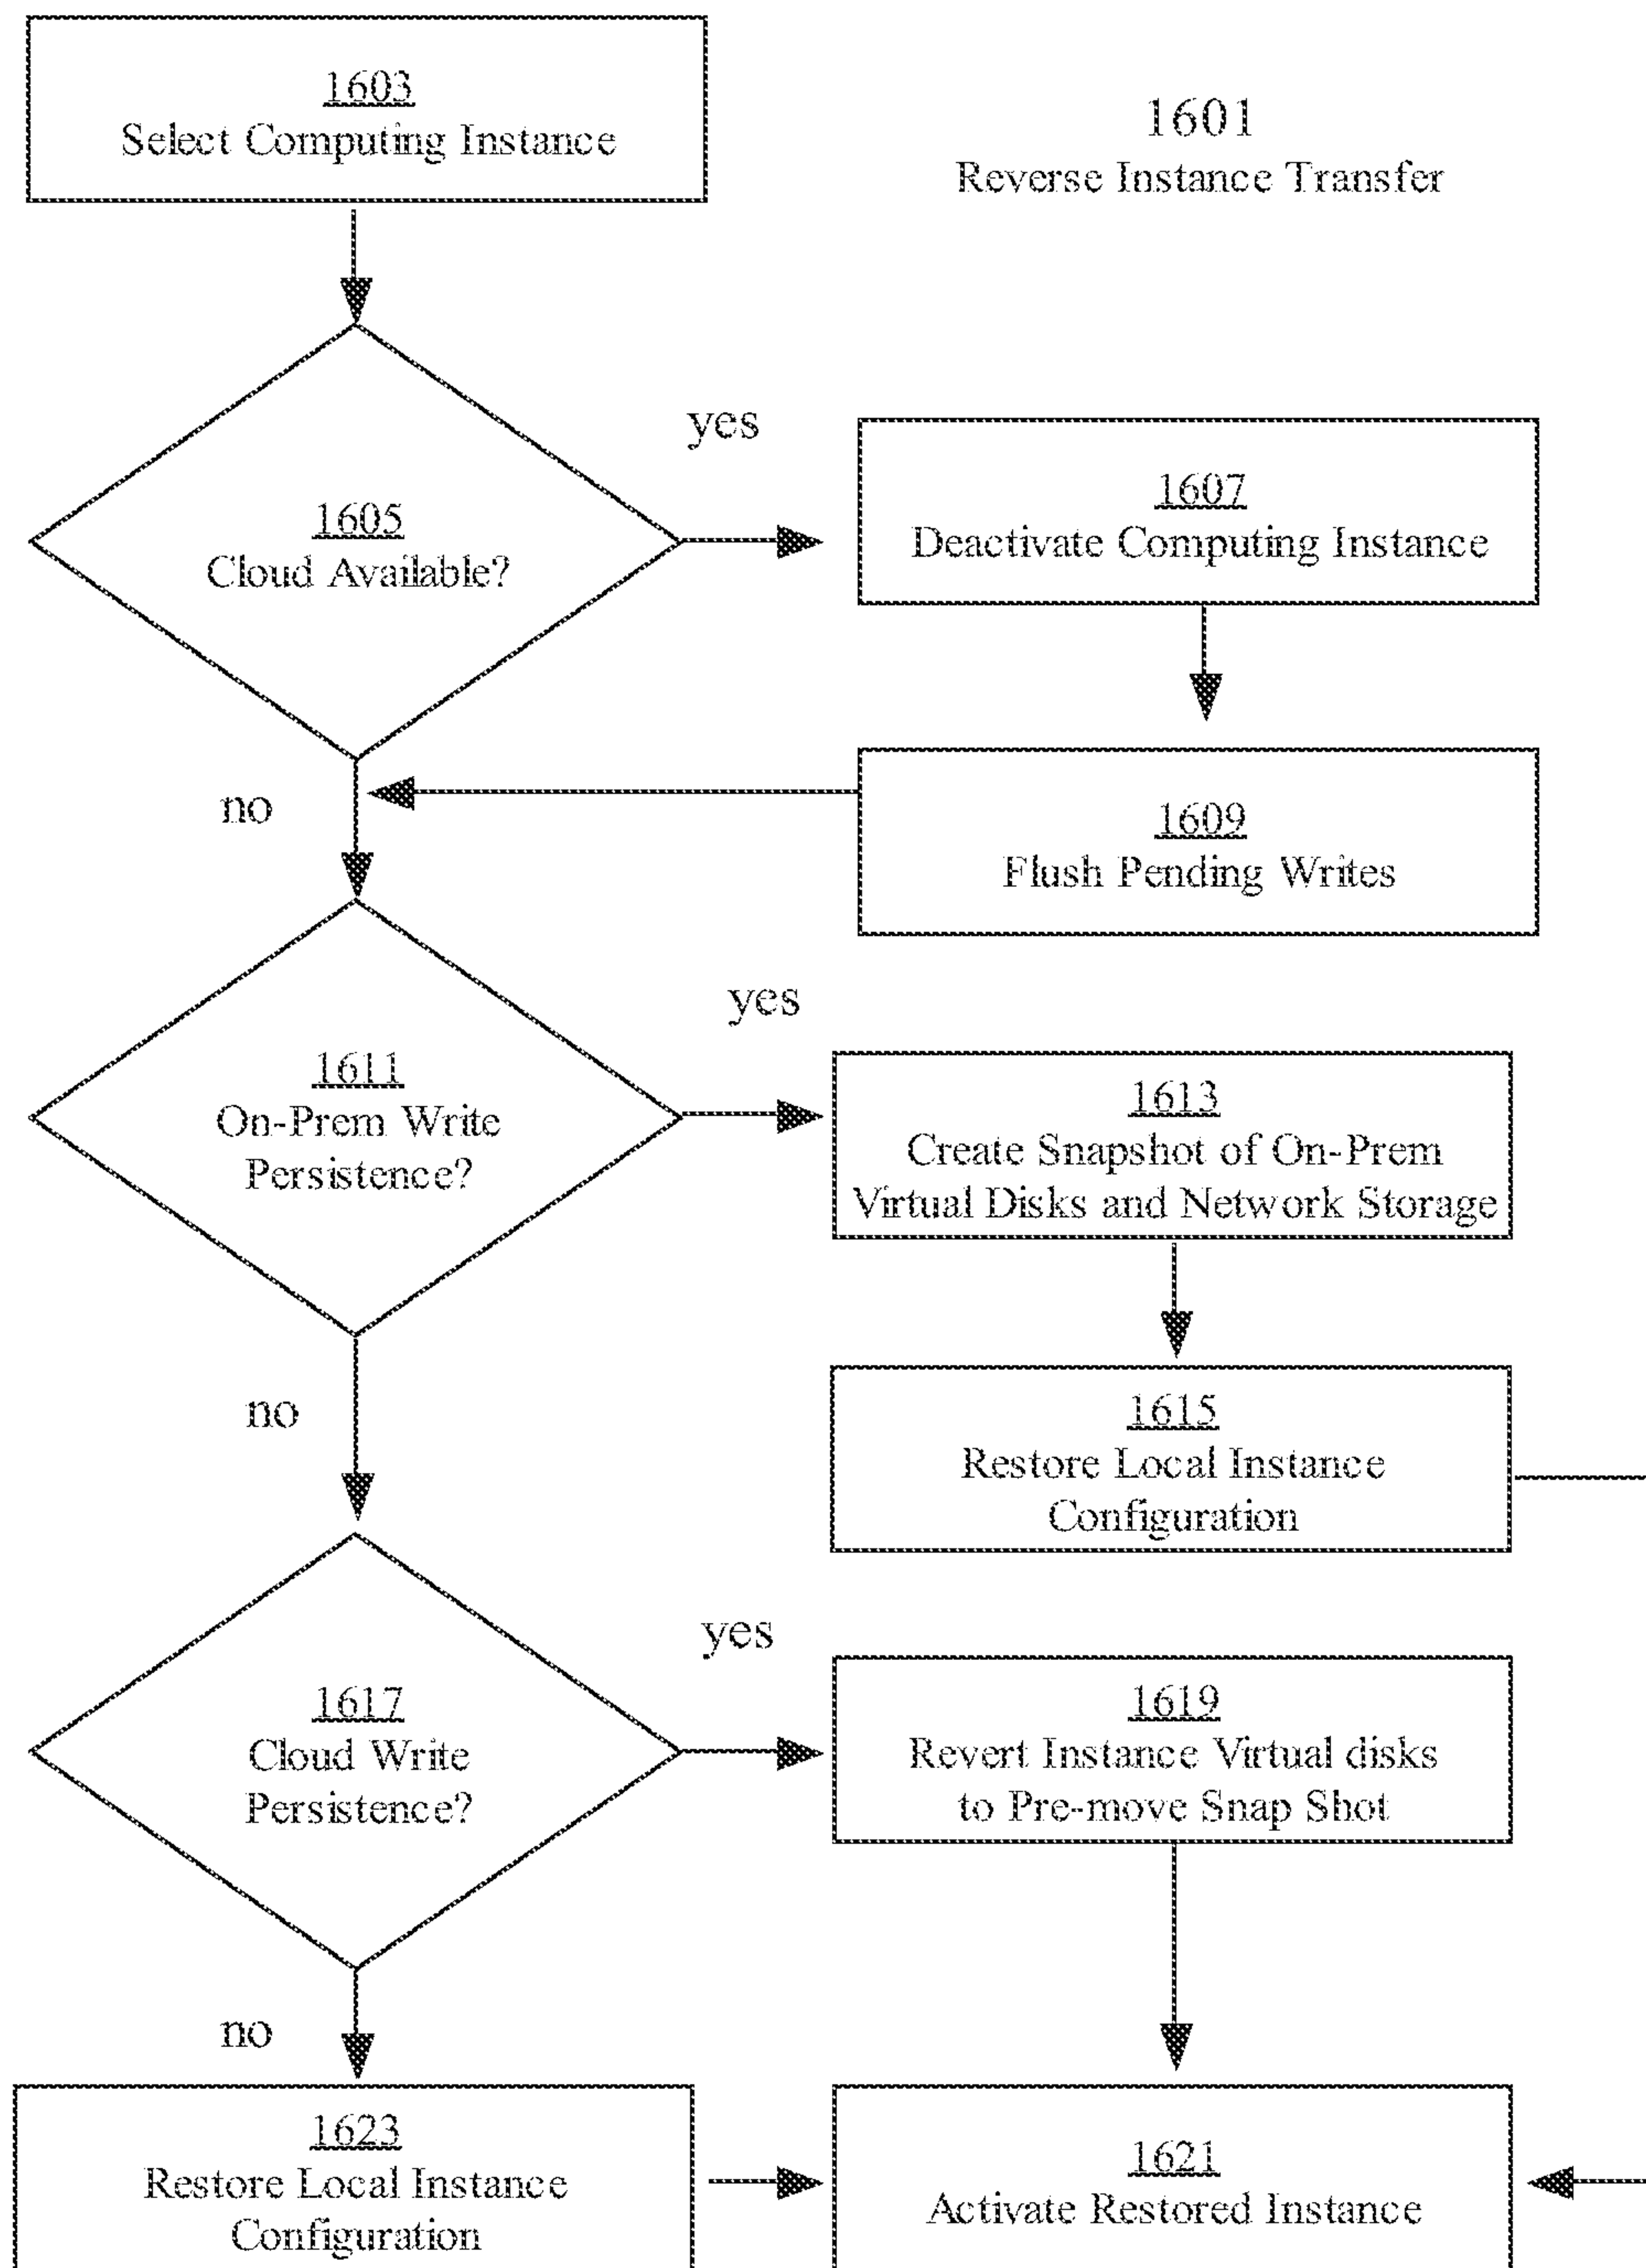 1603
Select Computing Instance
1601
Reverse Instance Transfer
1605
Cloud Available?
yes
1607
Deactivate Computing Instance
no
1609
Flush Pending Writes
1611
On-Prem Write
Persistence?
yes
1613
Create Snapshot of On-Prem
Virtual Disks and Network Storage
no
1615
Restore Local Instance
Configuration
1617
Cloud Write
Persistence?
yes
1619
Revert Instance Virtual disks
to Pre-move Snap Shot
no
1623
Restore Local Instance
Configuration
1621
Activate Restored Instance